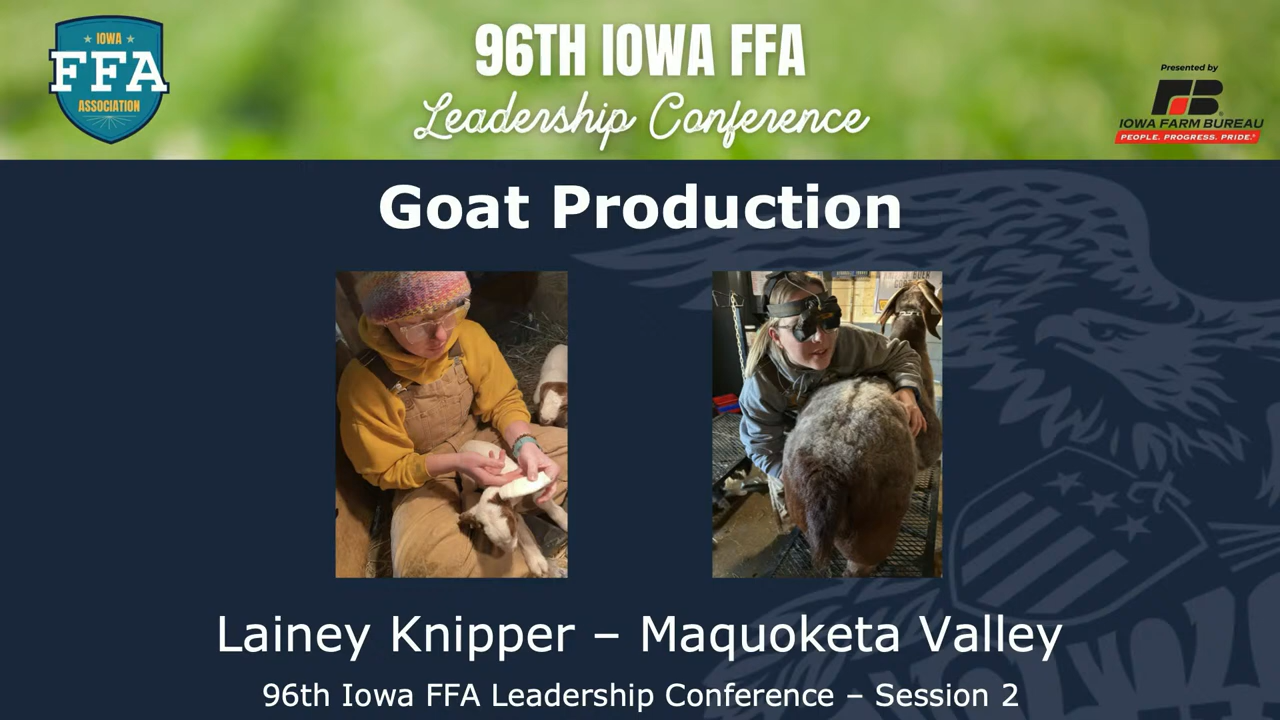 IOWA
FFA
ASSOCIATION
96TH IOWA FFA
Leadership Conference
Presented by
FB
IOWA FARM BUREAU
PEOPLE. PROGRESS. PRIDE.®
Goat Production
Lainey Knipper – Maquoketa Valley
96th Iowa FFA Leadership Conference – Session 2